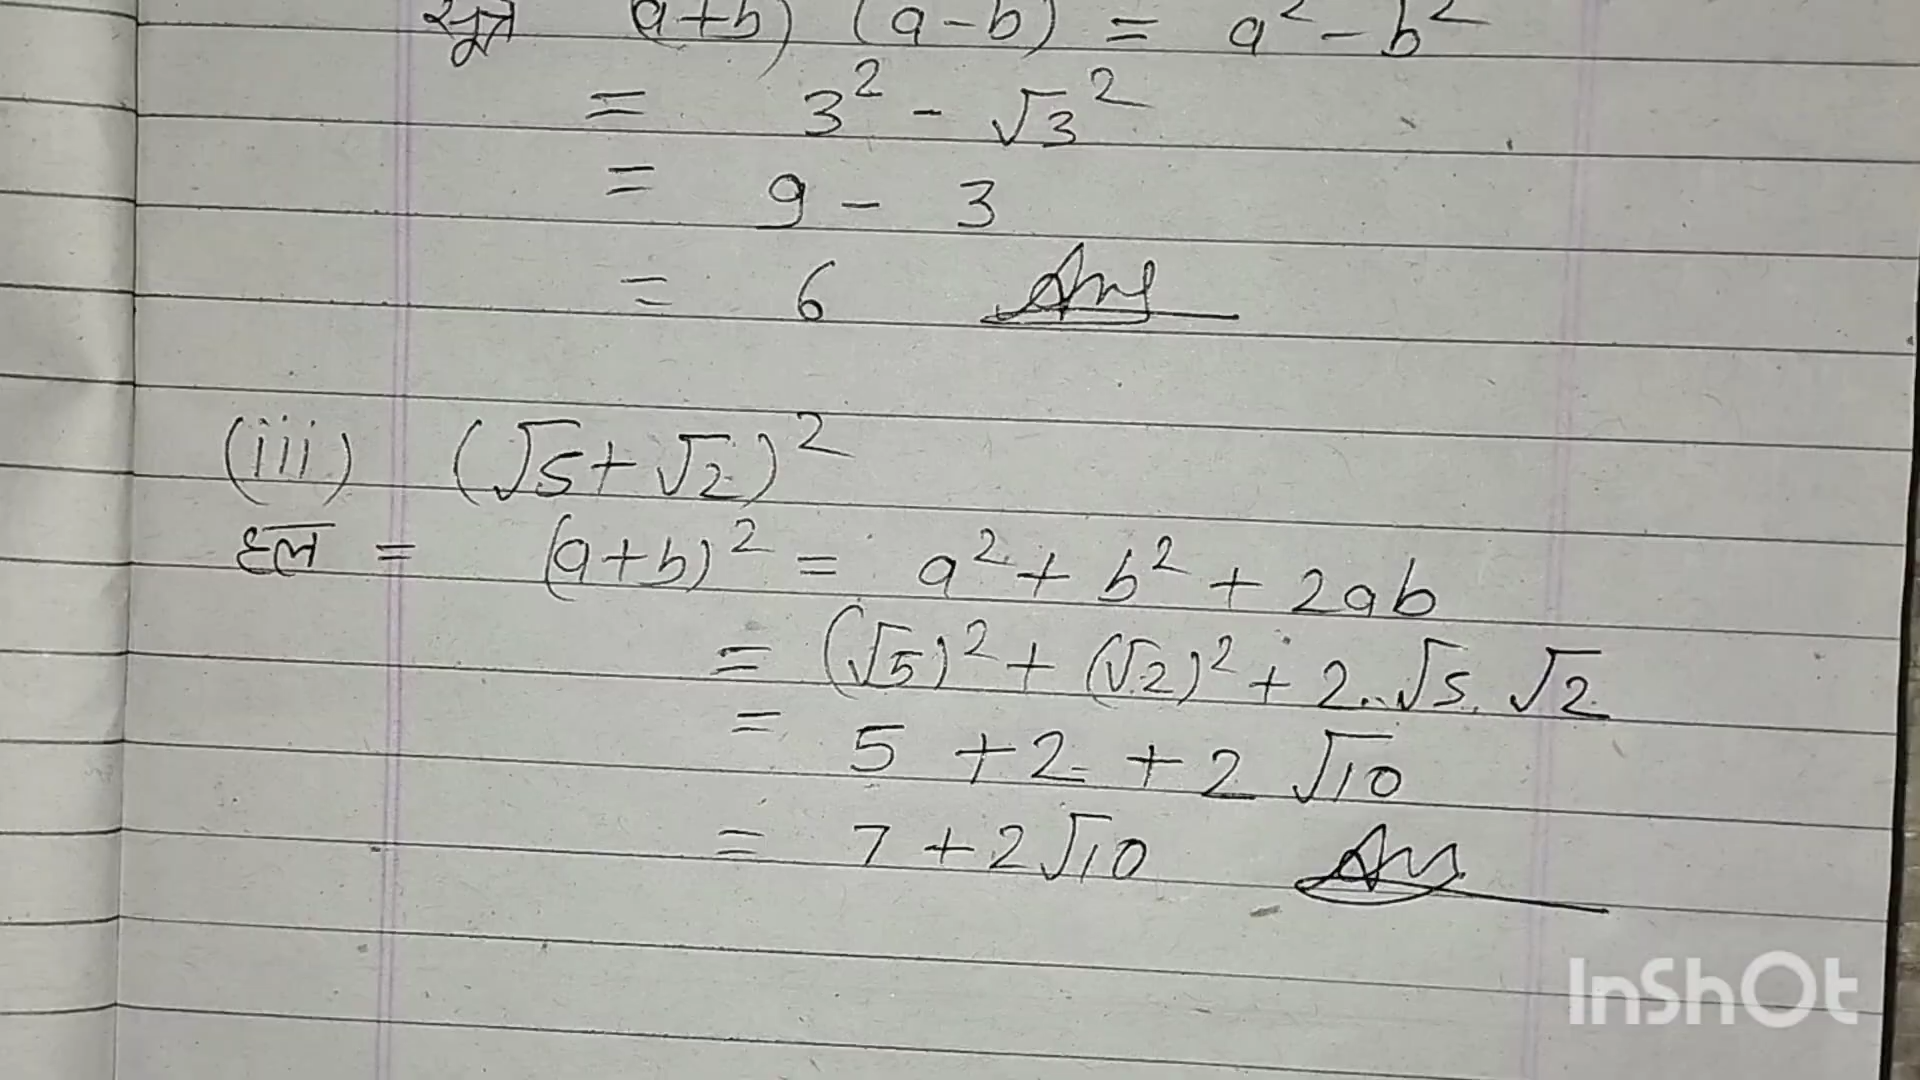 सूत्र (a+b) (a-b) = a² - b²
= 3² - √3²
= 9 - 3
= 6 Ans
(iii) (√5+√2)²
हल = (a+b)² = a² + b² + 2ab
= (√5)² + (√2)² + 2.√5.√2
= 5 + 2 + 2 √10
= 7 + 2√10 Ans
InShOt